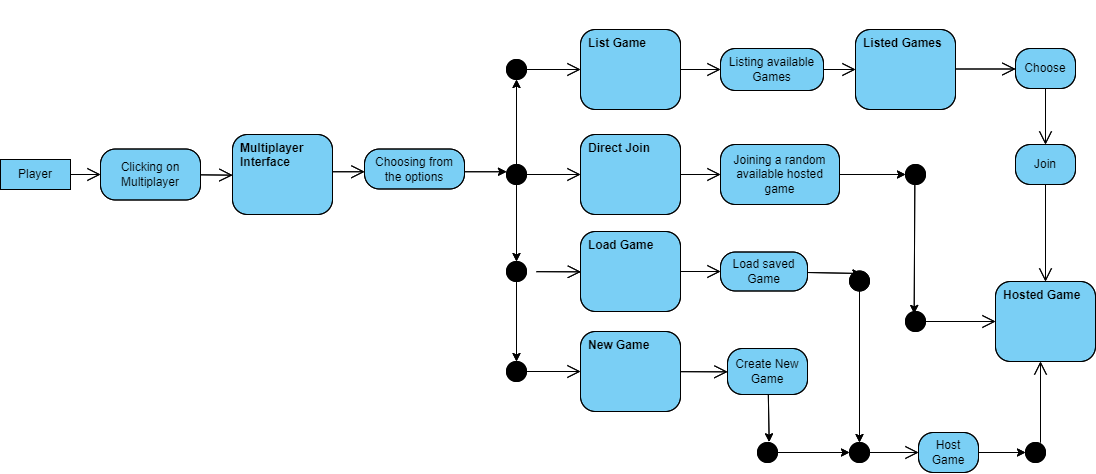 Player
Clicking on
Multiplayer
Multiplayer
Interface
Choosing from
the options
List Game
Listing available
Games
Listed Games
Choose
Direct Join
Joining a random
available hosted
game
Join
Load Game
Load saved
Game
Hosted Game
New Game
Create New
Game
Host
Game